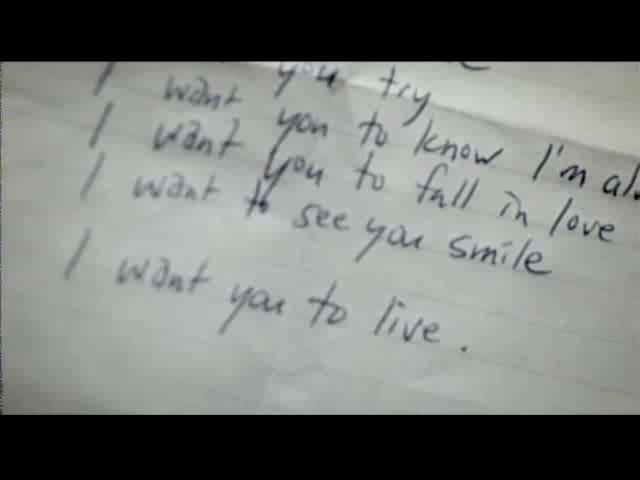 you try
I want you to know I'm al
I want you to fall in love
I want to see you smile
I want you to live.